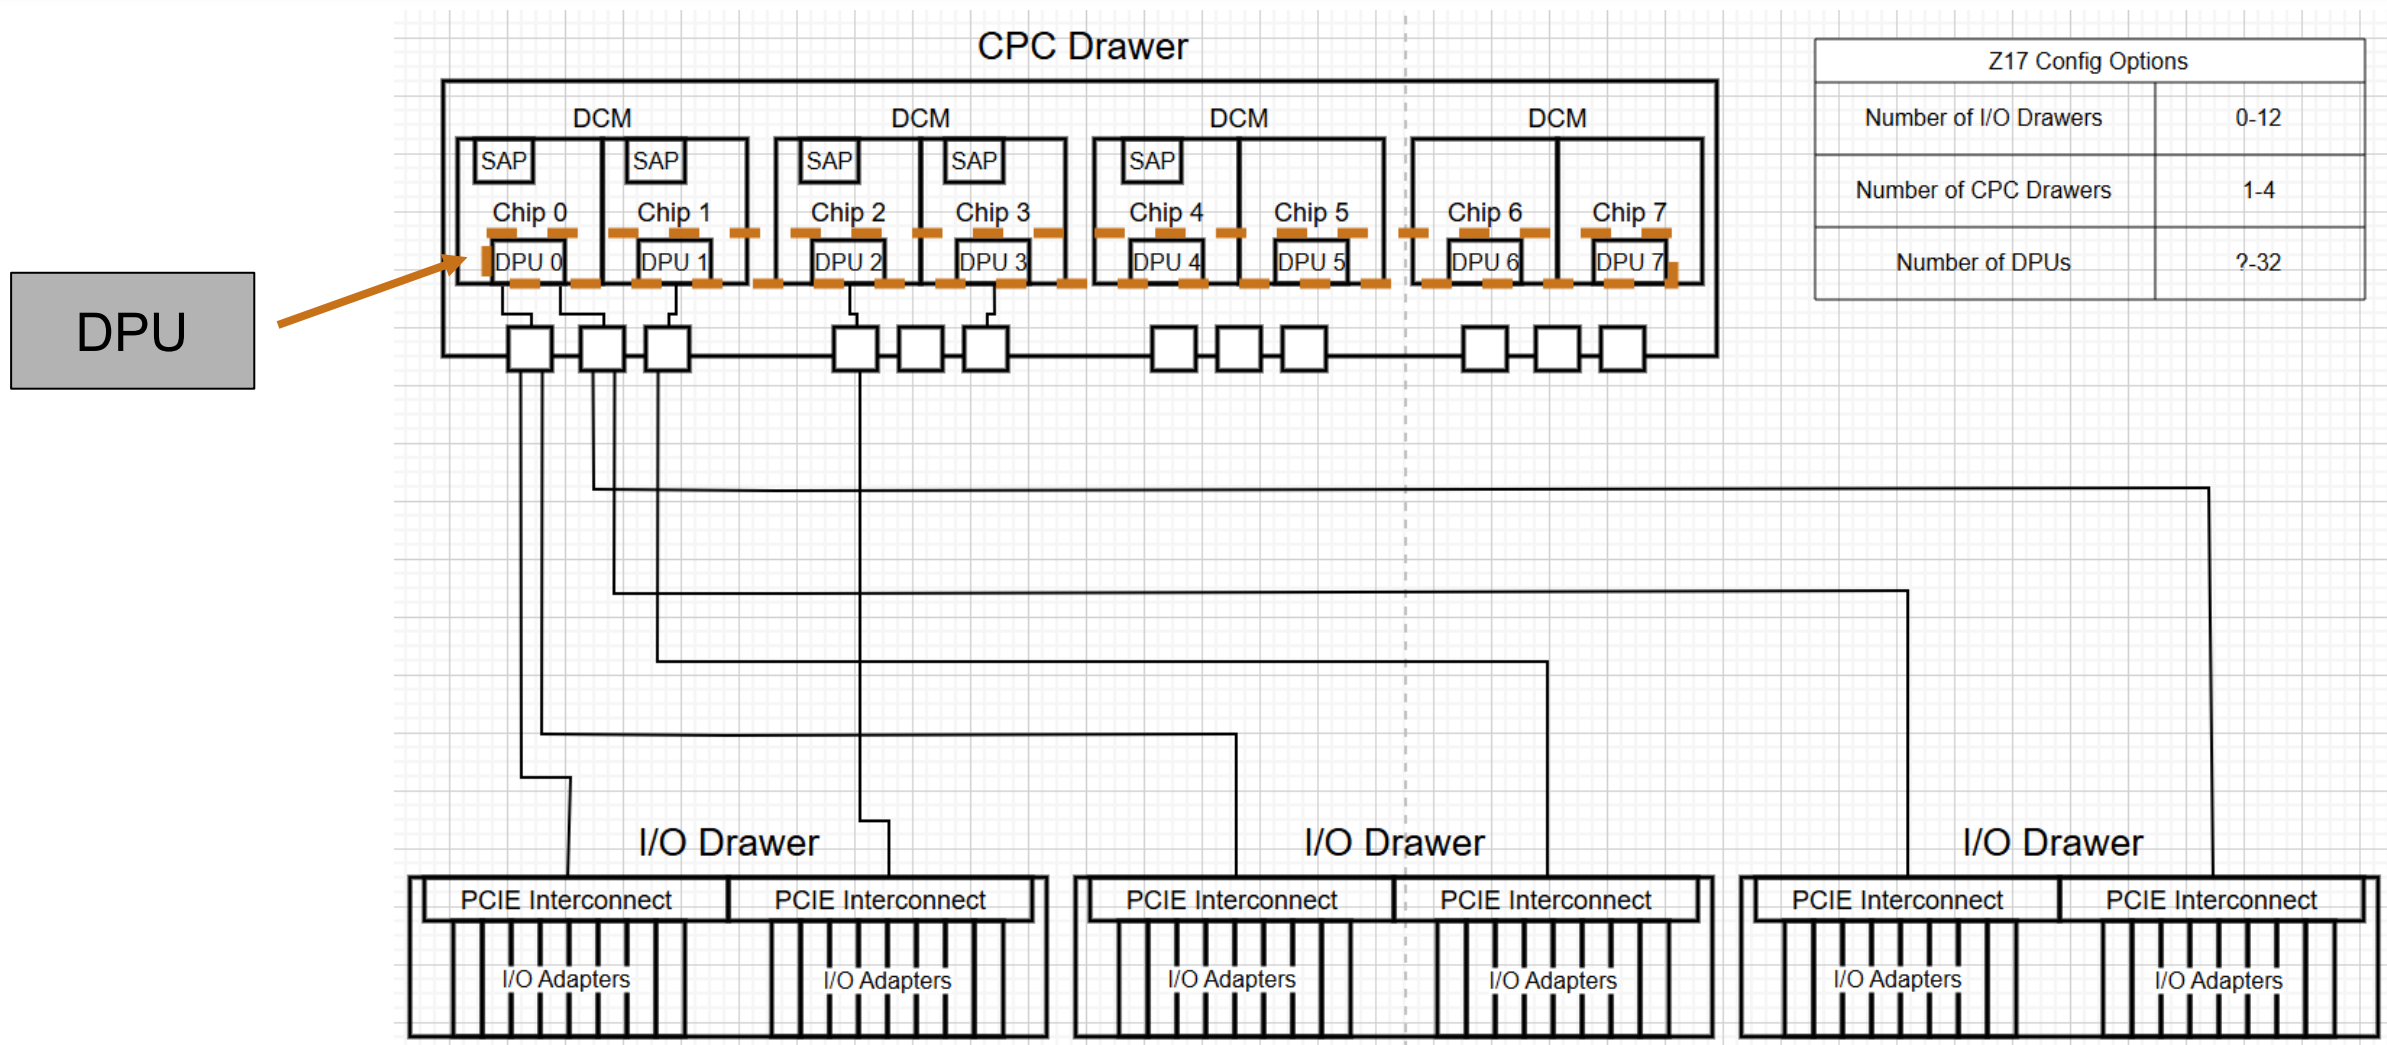 CPC Drawer
Z17 Config Options
Number of I/O Drawers 0-12
Number of CPC Drawers 1-4
Number of DPUs ?-32
DCM DCM DCM DCM
SAP SAP SAP SAP SAP
Chip 0 Chip 1 Chip 2 Chip 3 Chip 4 Chip 5 Chip 6 Chip 7
DPU 0 DPU 1 DPU 2 DPU 3 DPU 4 DPU 5 DPU 6 DPU 7
DPU
I/O Drawer I/O Drawer I/O Drawer
PCIE Interconnect PCIE Interconnect PCIE Interconnect PCIE Interconnect PCIE Interconnect PCIE Interconnect
I/O Adapters I/O Adapters I/O Adapters I/O Adapters I/O Adapters I/O Adapters